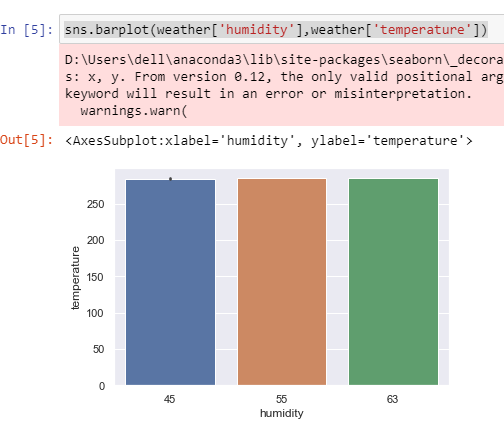 In [5]: sns.barplot(weather['humidity'],weather['temperature'])
D:\Users\dell\anaconda3\lib\site-packages\seaborn\_decora
s: x, y. From version 0.12, the only valid positional arg
keyword will result in an error or misinterpretation.
warnings.warn(
Out[5]: <AxesSubplot:xlabel='humidity', ylabel='temperature'>
250
200
150
100
50
0
temperature
45 55 63
humidity